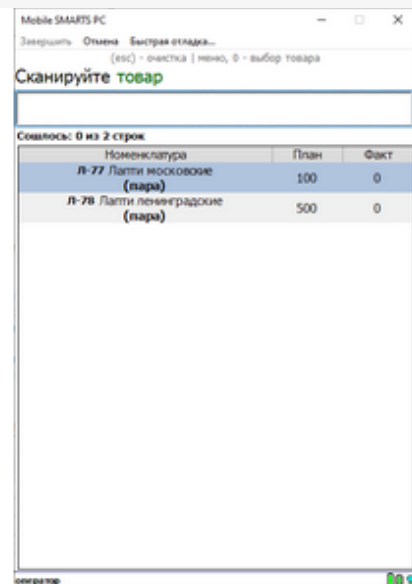 Mobile SMARTS PC
Завершить Отмена Быстрая отладка...
(esc) - очистка | меню, 0 - выбор товара
Сканируйте товар
Сошлось: 0 из 2 строк
Номенклатура План Факт
Л-77 Лапти московские 100 0
(пара)
Л-78 Лапти ленинградские 500 0
(пара)
оператор